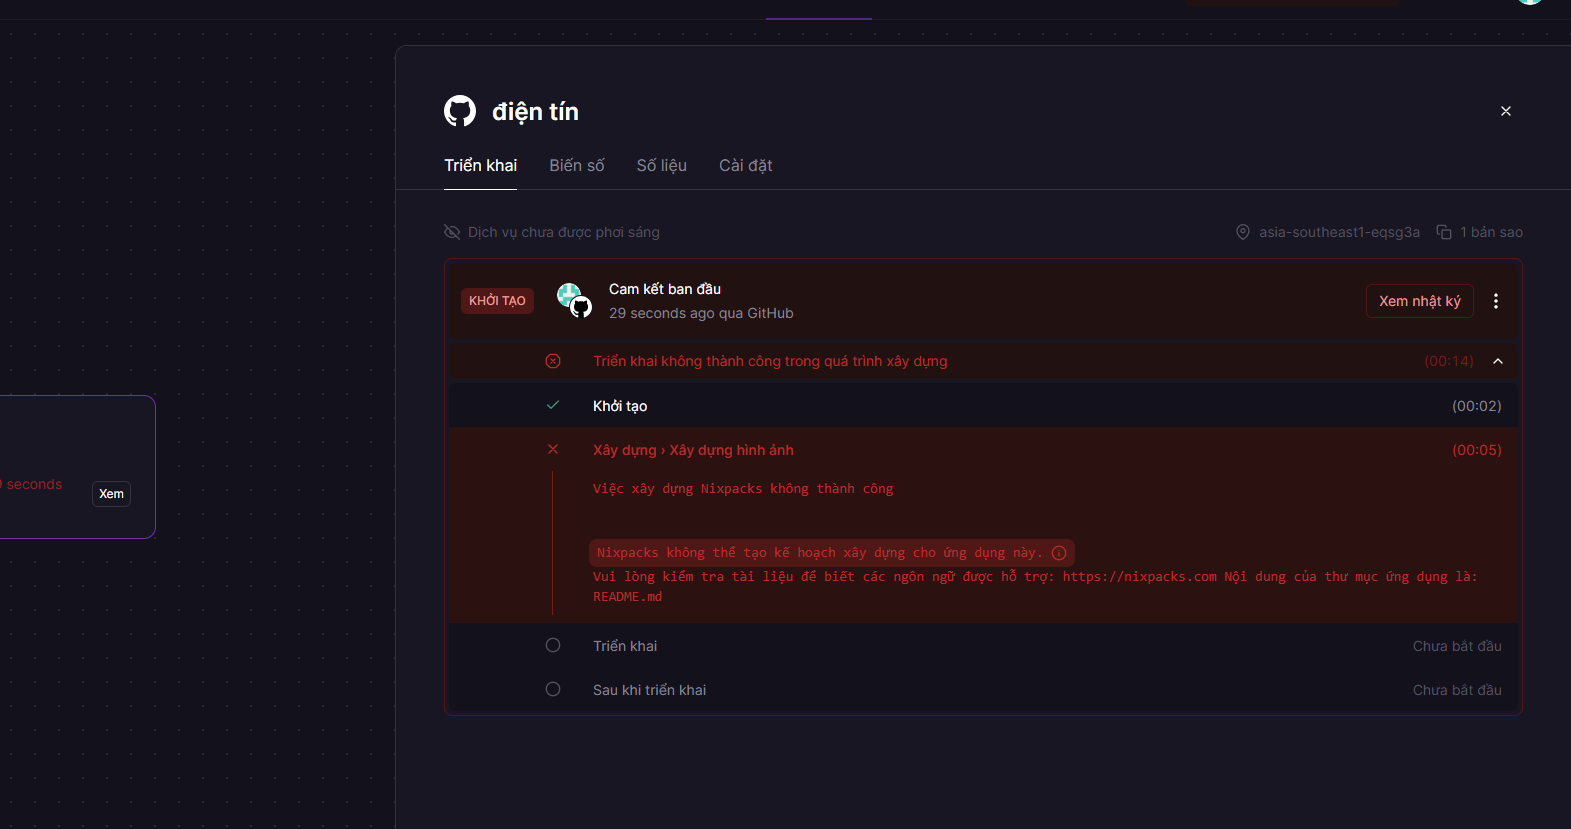 điện tín
Triển khai Biến số Số liệu Cài đặt
Dịch vụ chưa được phơi sáng asia-southeast1-eqsg3a 1 bản sao
KHỞI TẠO
Cam kết ban đầu
29 seconds ago qua GitHub
Xem nhật ký
Triển khai không thành công trong quá trình xây dựng (00:14)
Khởi tạo (00:02)
Xây dựng › Xây dựng hình ảnh (00:05)
seconds
Xem
Việc xây dựng Nixpacks không thành công
Nixpacks không thể tạo kế hoạch xây dựng cho ứng dụng này.
Vui lòng kiểm tra tài liệu để biết các ngôn ngữ được hỗ trợ: https://nixpacks.com Nội dung của thư mục ứng dụng là:
README.md
Triển khai Chưa bắt đầu
Sau khi triển khai Chưa bắt đầu